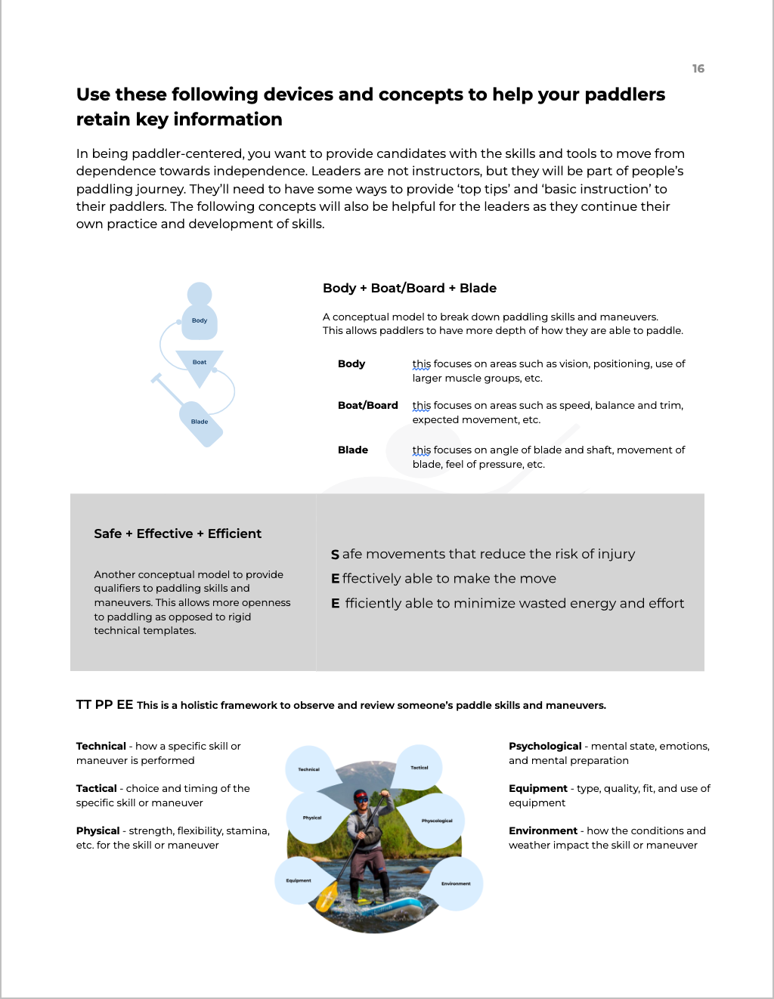 16
Use these following devices and concepts to help your paddlers
retain key information
In being paddler-centered, you want to provide candidates with the skills and tools to move from
dependence towards independence. Leaders are not instructors, but they will be part of people’s
paddling journey. They’ll need to have some ways to provide ‘top tips’ and ‘basic instruction’ to
their paddlers. The following concepts will also be helpful for the leaders as they continue their
own practice and development of skills.
Body
Boat
Blade
Body + Boat/Board + Blade
A conceptual model to break down paddling skills and maneuvers.
This allows paddlers to have more depth of how they are able to paddle.
Body this focuses on areas such as vision, positioning, use of
larger muscle groups, etc.
Boat/Board this focuses on areas such as speed, balance and trim,
expected movement, etc.
Blade this focuses on angle of blade and shaft, movement of
blade, feel of pressure, etc.
Safe + Effective + Efficient
Another conceptual model to provide
qualifiers to paddling skills and
maneuvers. This allows more openness
to paddling as opposed to rigid
technical templates.
S afe movements that reduce the risk of injury
E ffectively able to make the move
E fficiently able to minimize wasted energy and effort
TT PP EE This is a holistic framework to observe and review someone’s paddle skills and maneuvers.
Technical - how a specific skill or
maneuver is performed
Tactical - choice and timing of the
specific skill or maneuver
Physical - strength, flexibility, stamina,
etc. for the skill or maneuver
Technical
Tactical
Physical
Physcological
Equipment
Environment
Psychological - mental state, emotions,
and mental preparation
Equipment - type, quality, fit, and use of
equipment
Environment - how the conditions and
weather impact the skill or maneuver